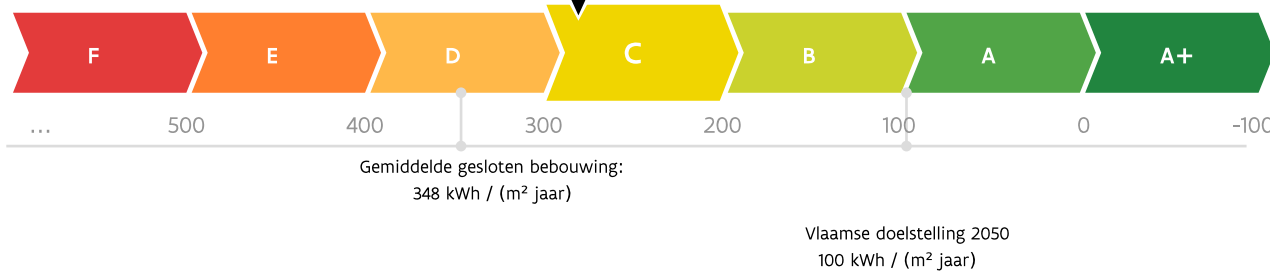 F E D C B A A+
... 500 400 300 200 100 0 -100
Gemiddelde gesloten bebouwing:
348 kWh / (m² jaar)
Vlaamse doelstelling 2050
100 kWh / (m² jaar)